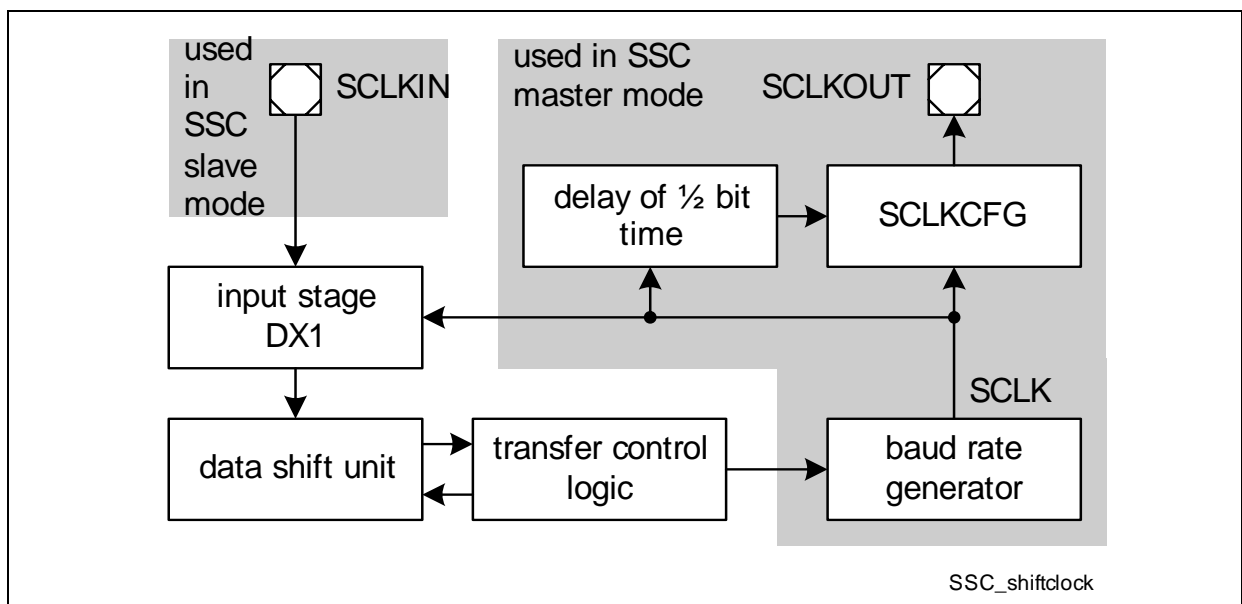 used
in
SSC
slave
mode
SCLKIN
used in SSC
master mode
SCLKOUT
delay of ½ bit
time
SCLKCFG
input stage
DX1
SCLK
data shift unit
transfer control
logic
baud rate
generator
SSC_shiftclock